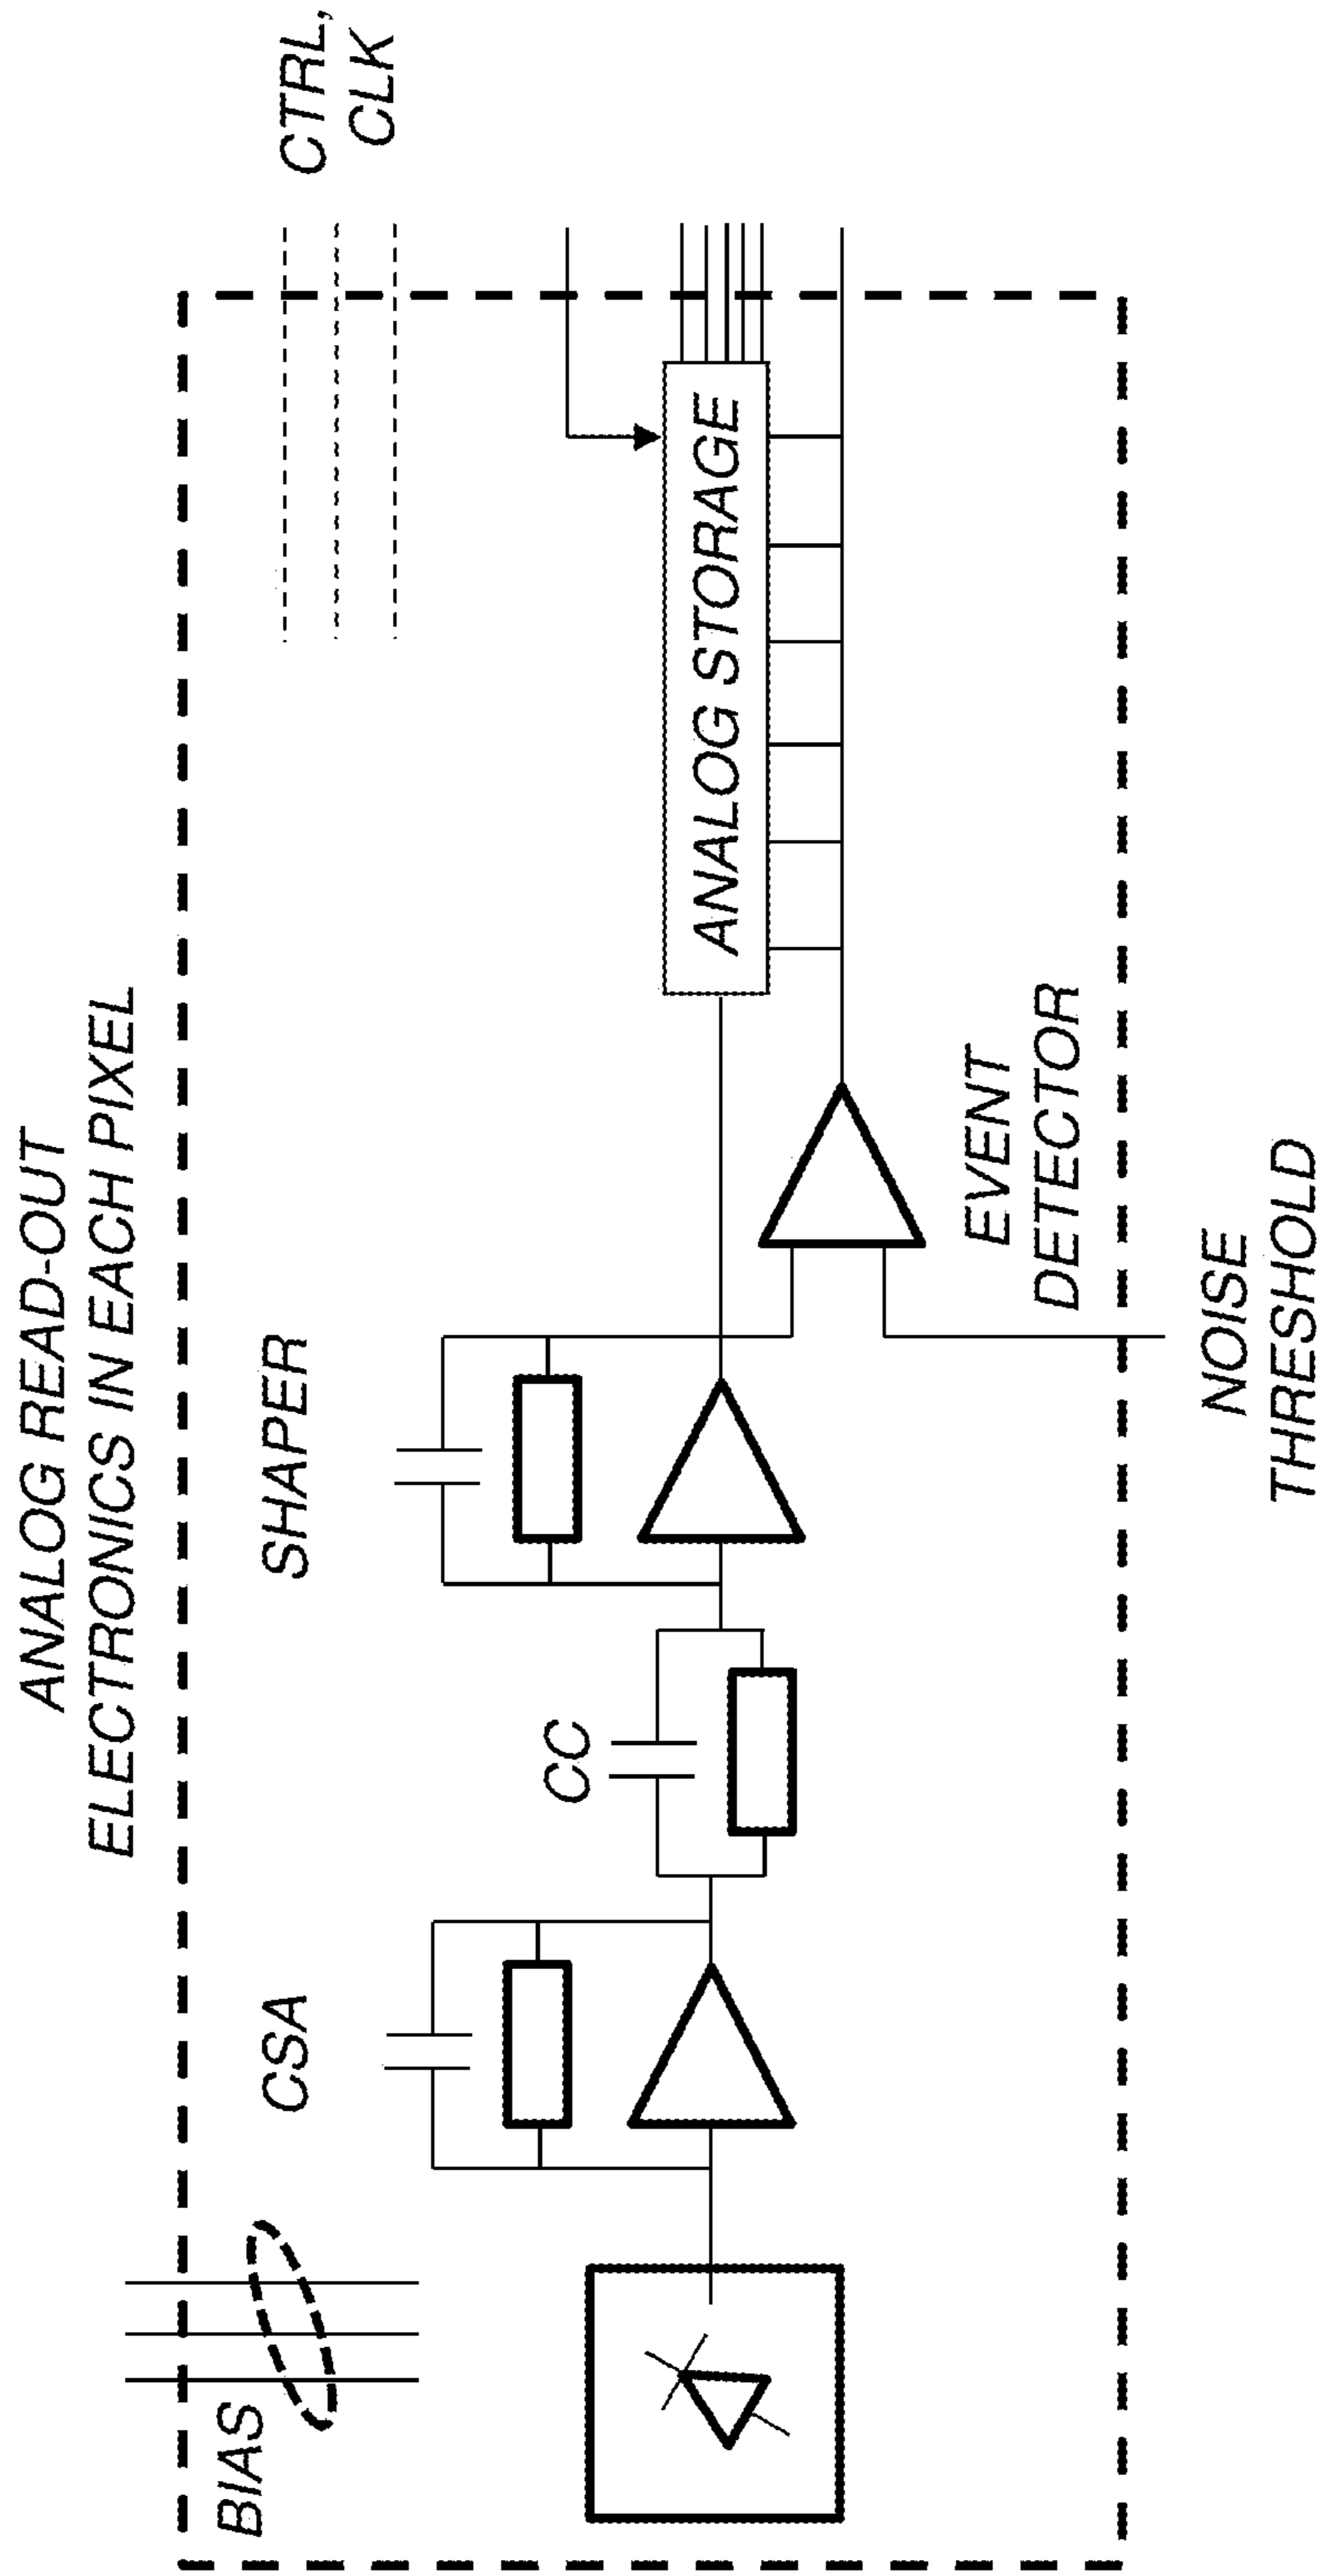 ANALOG READ-OUT
ELECTRONICS IN EACH PIXEL
BIAS
CSA
CC
SHAPER
CTRL,
CLK
ANALOG STORAGE
EVENT
DETECTOR
NOISE
THRESHOLD